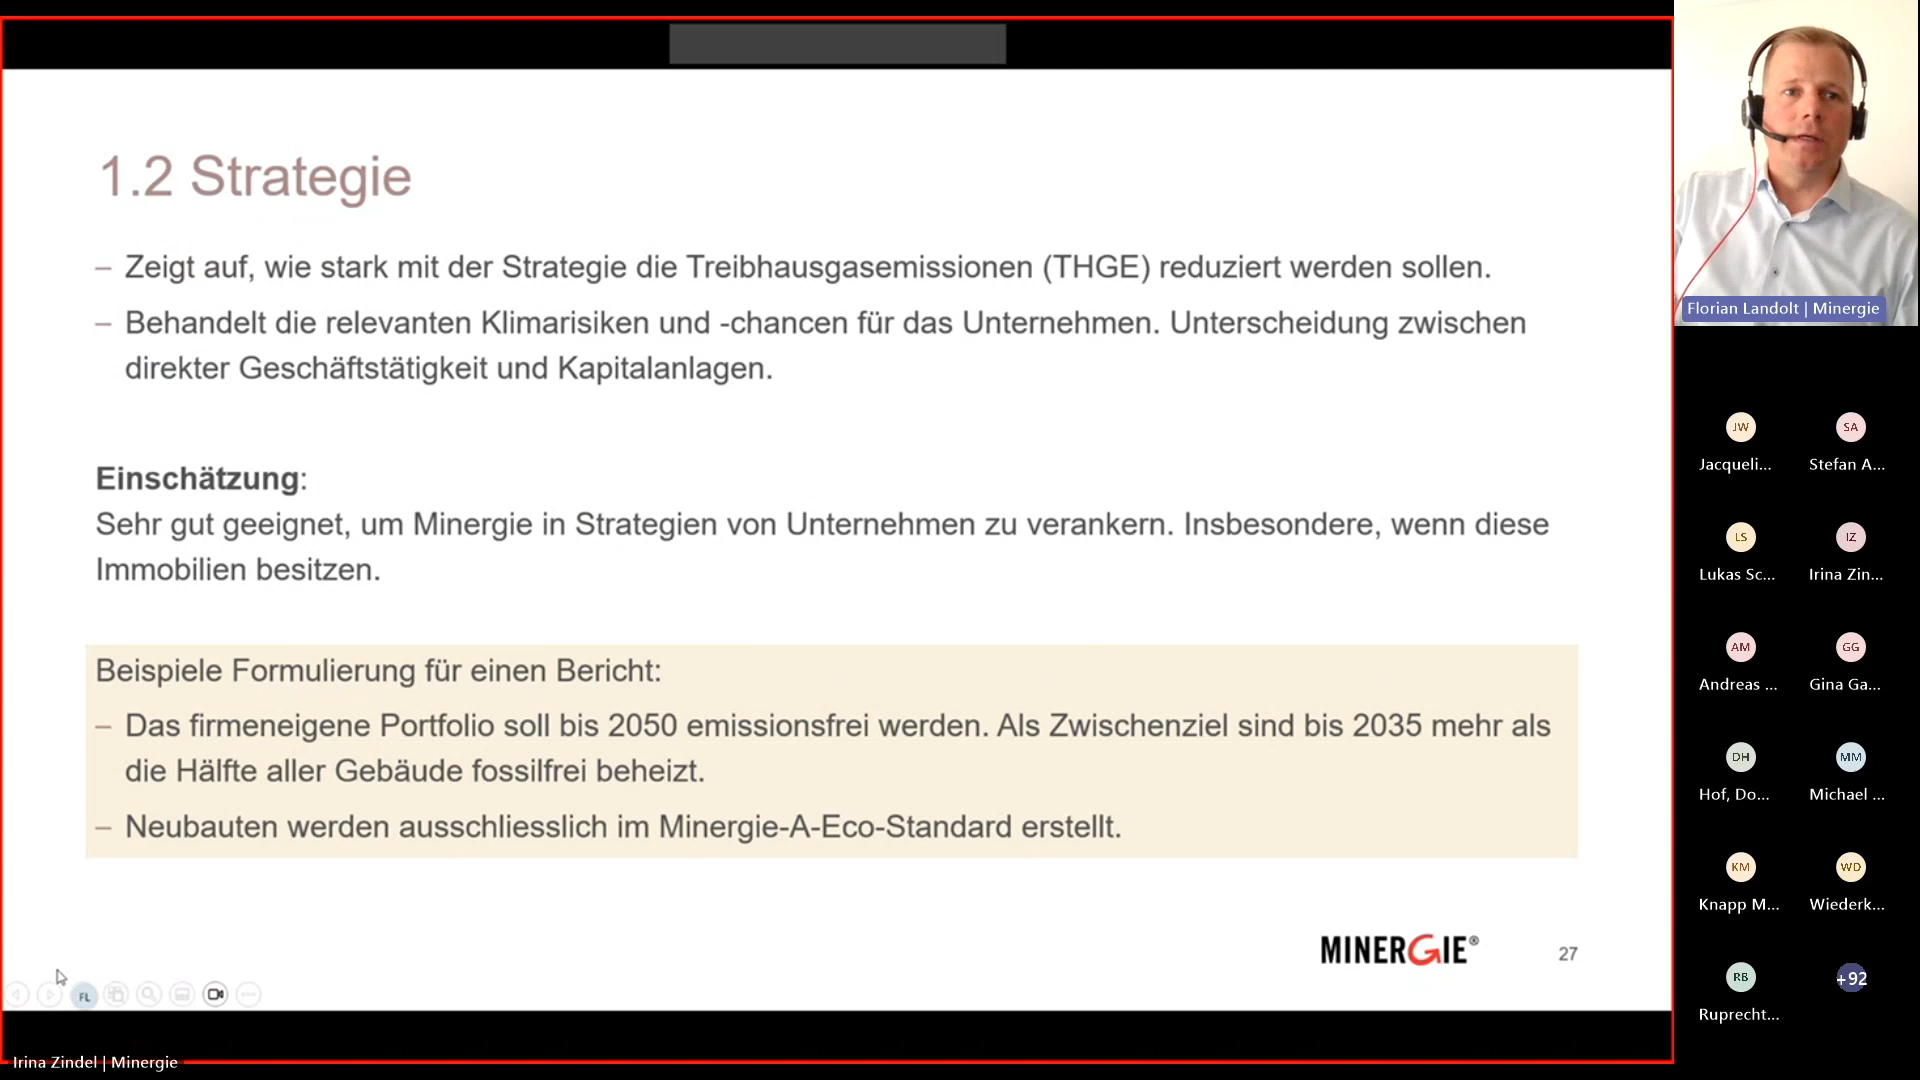 1.2 Strategie
– Zeigt auf, wie stark mit der Strategie die Treibhausgasemissionen (THGE) reduziert werden sollen.
– Behandelt die relevanten Klimarisiken und -chancen für das Unternehmen. Unterscheidung zwischen
direkter Geschäftstätigkeit und Kapitalanlagen.
Einschätzung:
Sehr gut geeignet, um Minergie in Strategien von Unternehmen zu verankern. Insbesondere, wenn diese
Immobilien besitzen.
Beispiele Formulierung für einen Bericht:
– Das firmeneigene Portfolio soll bis 2050 emissionsfrei werden. Als Zwischenziel sind bis 2035 mehr als
die Hälfte aller Gebäude fossilfrei beheizt.
– Neubauten werden ausschliesslich im Minergie-A-Eco-Standard erstellt.
MINERGIE®
27
FL
Irina Zindel | Minergie
Florian Landolt | Minergie
JW
SA
Jacqueli...
Stefan A...
LS
IZ
Lukas Sc...
Irina Zin...
AM
GG
Andreas ...
Gina Ga...
DH
MM
Hof, Do...
Michael ...
KM
WD
Knapp M...
Wiederk...
RB
+92
Ruprecht...